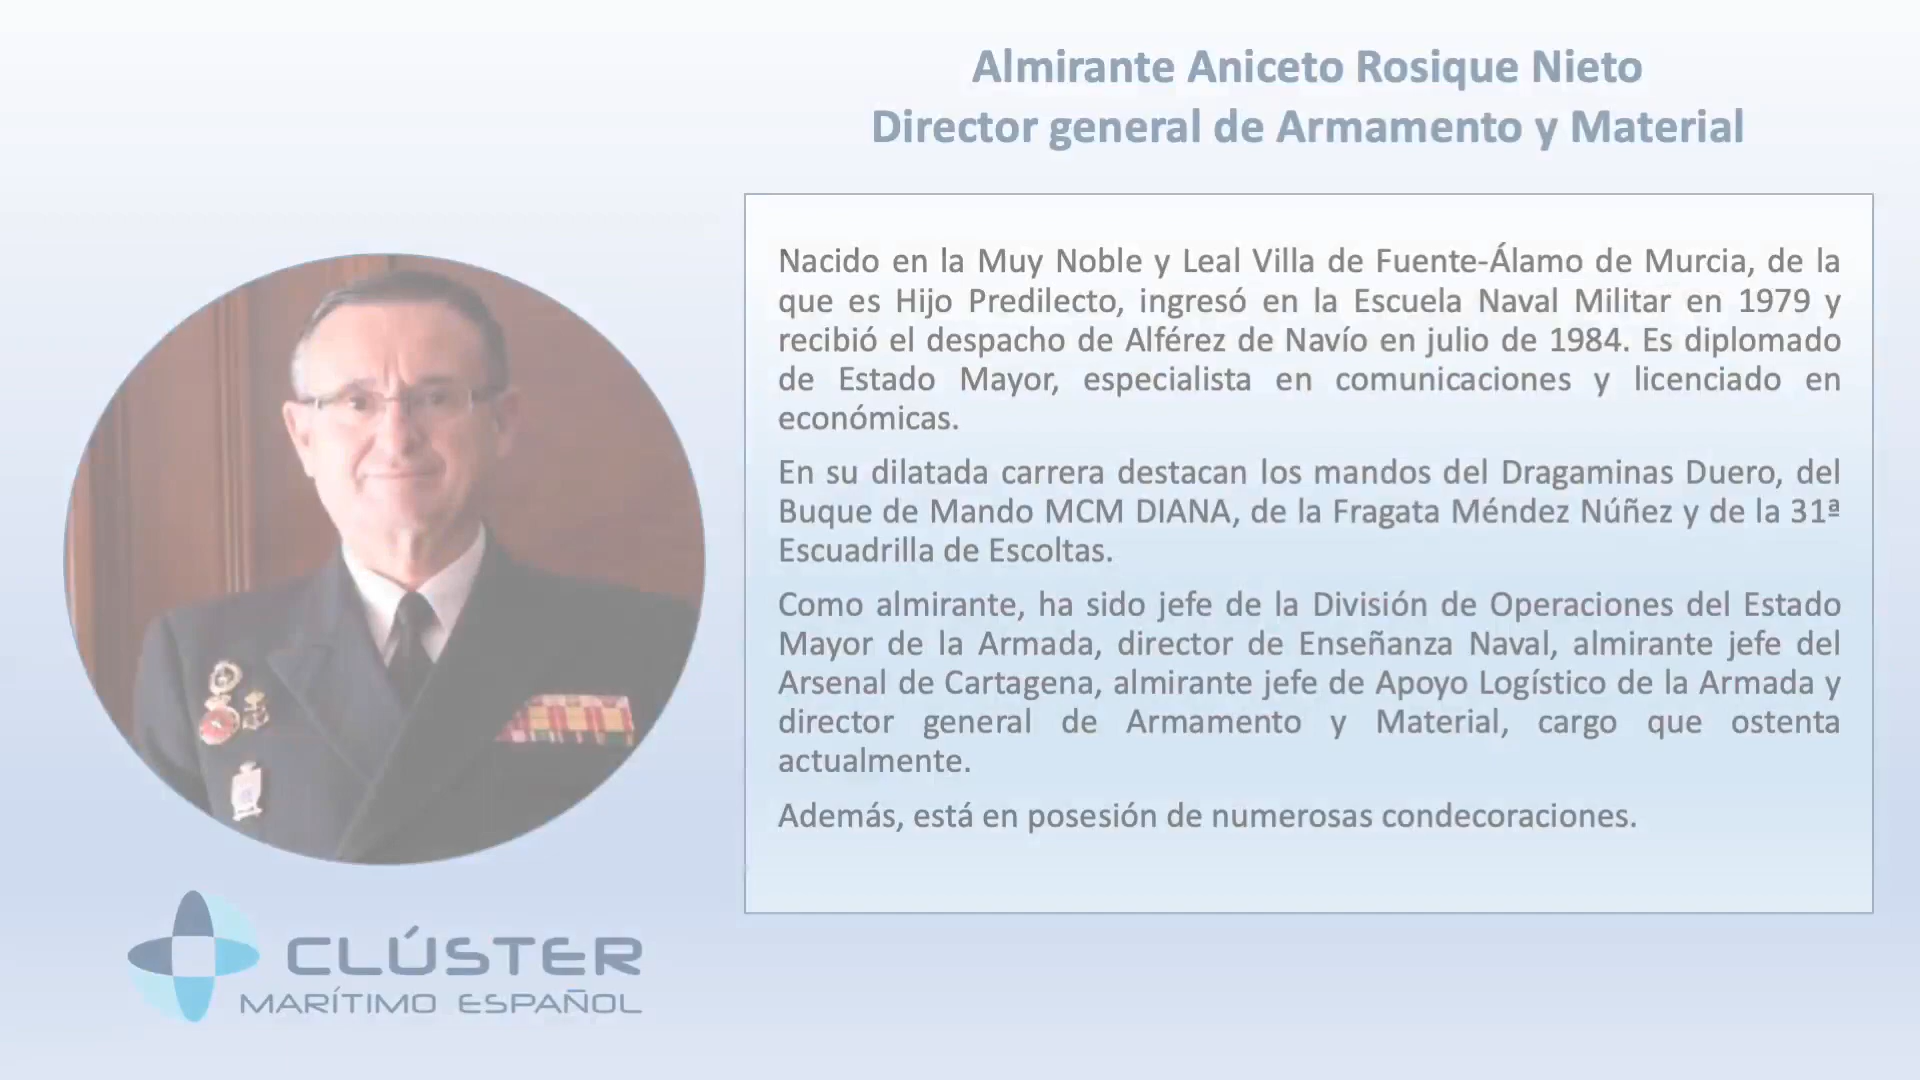 Almirante Aniceto Rosique Nieto
Director general de Armamento y Material
Nacido en la Muy Noble y Leal Villa de Fuente-Álamo de Murcia, de la
que es Hijo Predilecto, ingresó en la Escuela Naval Militar en 1979 y
recibió el despacho de Alférez de Navío en julio de 1984. Es diplomado
de Estado Mayor, especialista en comunicaciones y licenciado en
económicas.
En su dilatada carrera destacan los mandos del Dragaminas Duero, del
Buque de Mando MCM DIANA, de la Fragata Méndez Núñez y de la 31ª
Escuadrilla de Escoltas.
Como almirante, ha sido jefe de la División de Operaciones del Estado
Mayor de la Armada, director de Enseñanza Naval, almirante jefe del
Arsenal de Cartagena, almirante jefe de Apoyo Logístico de la Armada y
director general de Armamento y Material, cargo que ostenta
actualmente.
Además, está en posesión de numerosas condecoraciones.
CLÚSTER
MARÍTIMO ESPAÑOL